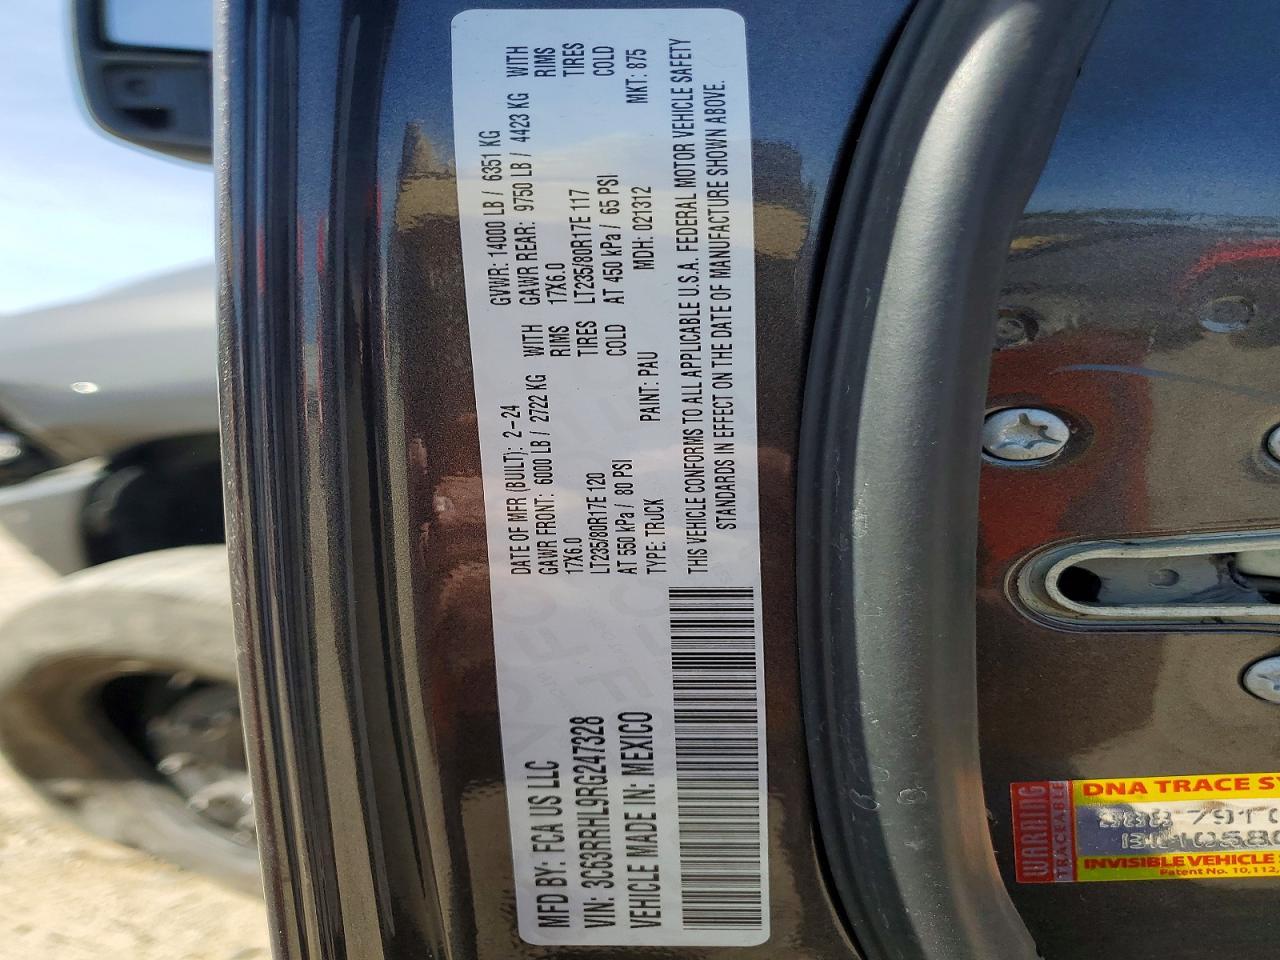 MFD BY: FCA US LLC
VIN: 3C63RRHL9RG247328
VEHICLE MADE IN: MEXICO
DATE OF MFR (BUILT): 2-24 GVWR: 14000 LB / 6351 KG
GAWR FRONT: 6000 LB / 2722 KG WITH GAWR REAR: 9750 LB / 4423 KG WITH
17X6.0 RIMS 17X6.0 RIMS
LT235/80R17E 120 TIRES LT235/80R17E 117 TIRES
AT 550 kPa / 80 PSI COLD AT 450 kPa / 65 PSI COLD
TYPE: TRUCK PAINT: PAU MDH: 021312 MKT: 875
THIS VEHICLE CONFORMS TO ALL APPLICABLE U.S.A. FEDERAL MOTOR VEHICLE SAFETY
STANDARDS IN EFFECT ON THE DATE OF MANUFACTURE SHOWN ABOVE.
WARNING
TRACEABLE
DNA TRACE SY
INVISIBLE VEHICLE
Patent No. 10,112,